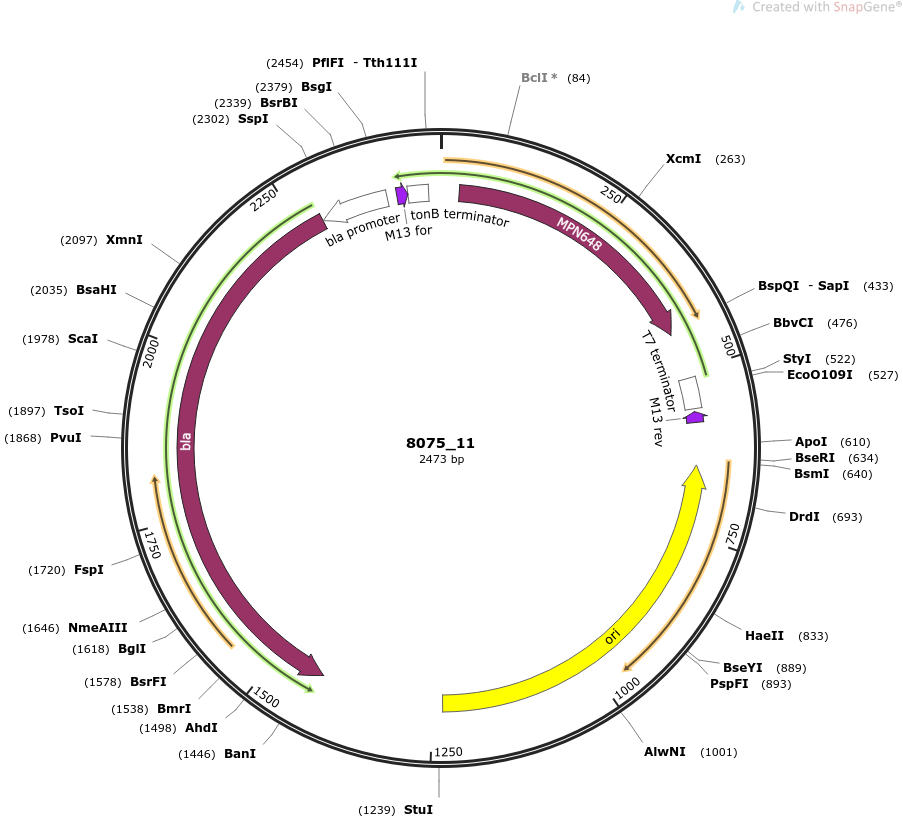 Created with SnapGene®
(2454) PflFI - Tth111I
BclI * (84)
(2379) BsgI
(2339) BsrBI
(2302) SspI
XcmI (263)
2250
250
bla promoter
M13 for
tonB terminator
MPN648
(2097) XmnI
(2035) BsaHI
BspQI - SapI (433)
BbvCI (476)
(1978) ScaI
2000
500
StyI (522)
EcoO109I (527)
T7 terminator
M13 rev
(1897) TsoI
(1868) PvuI
bla
8075_11
2473 bp
ApoI (610)
BseRI (634)
BsmI (640)
DrdI (693)
1750
750
(1720) FspI
(1646) NmeAIII
(1618) BglI
ori
HaeII (833)
BseYI (889)
PspFI (893)
(1578) BsrFI
(1538) BmrI
(1498) AhdI
(1446) BanI
1500
1000
1250
AlwNI (1001)
(1239) StuI